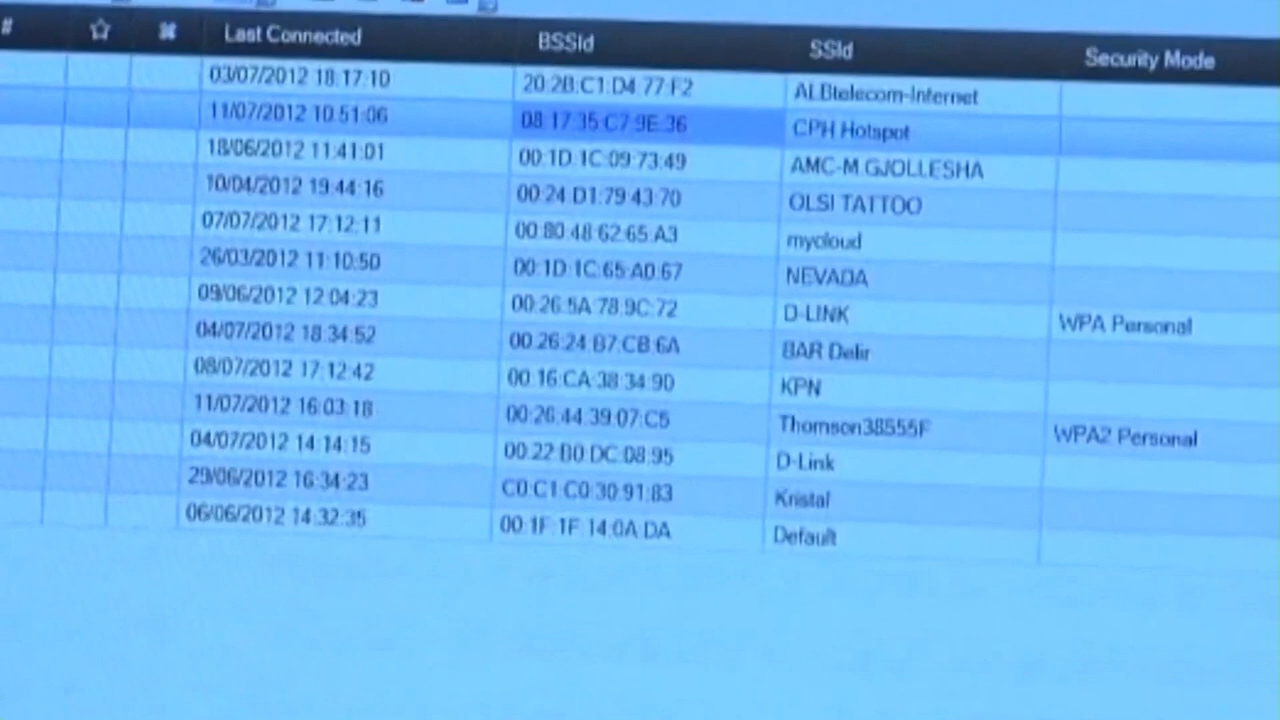 # Last Connected BSSId SSId Security Mode
03/07/2012 18:17:10 20:2B:C1:D4:77:F2 ALBtelecom-Internet
11/07/2012 10:51:06 08:17:35:C7:9E:36 CPH Hotspot
18/06/2012 11:41:01 00:1D:1C:09:73:49 AMC-M.GJOLLESHA
10/04/2012 19:44:16 00:24:D1:79:43:70 OLSI TATTOO
07/07/2012 17:12:11 00:80:48:62:65:A3 mycloud
26/03/2012 11:10:50 00:1D:1C:65:AD:67 NEVADA
09/06/2012 12:04:23 00:26:5A:78:9C:72 D-LINK WPA Personal
04/07/2012 18:34:52 00:26:24:B7:CB:6A BAR Delir
08/07/2012 17:12:42 00:16:CA:38:34:90 KPN
11/07/2012 16:03:18 00:26:44:39:07:C5 Thomson38555F WPA2 Personal
04/07/2012 14:14:15 00:22:B0:DC:08:95 D-Link
29/06/2012 16:34:23 C0:C1:C0:30:91:83 Kristal
06/06/2012 14:32:35 00:1F:1F:14:0A:DA Default